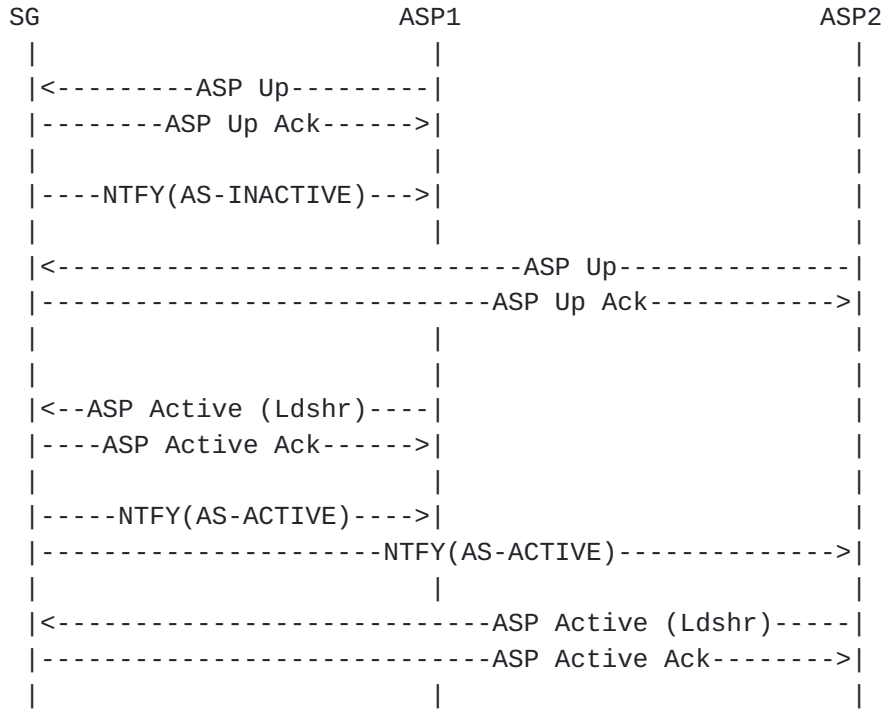 SG                       ASP1                       ASP2
 |                         |                          |
 |<---------ASP Up---------|                          |
 |--------ASP Up Ack------>|                          |
 |                         |                          |
 |----NTFY(AS-INACTIVE)--->|                          |
 |                         |                          |
 |<-------------------------------ASP Up---------------|
 |-----------------------------ASP Up Ack------------>|
 |                         |                          |
 |                         |                          |
 |<--ASP Active (Ldshr)----|                          |
 |----ASP Active Ack------>|                          |
 |                         |                          |
 |-----NTFY(AS-ACTIVE)---->|                          |
 |----------------------NTFY(AS-ACTIVE)-------------->|
 |                         |                          |
 |<----------------------------ASP Active (Ldshr)-----|
 |-----------------------------ASP Active Ack-------->|
 |                         |                          |